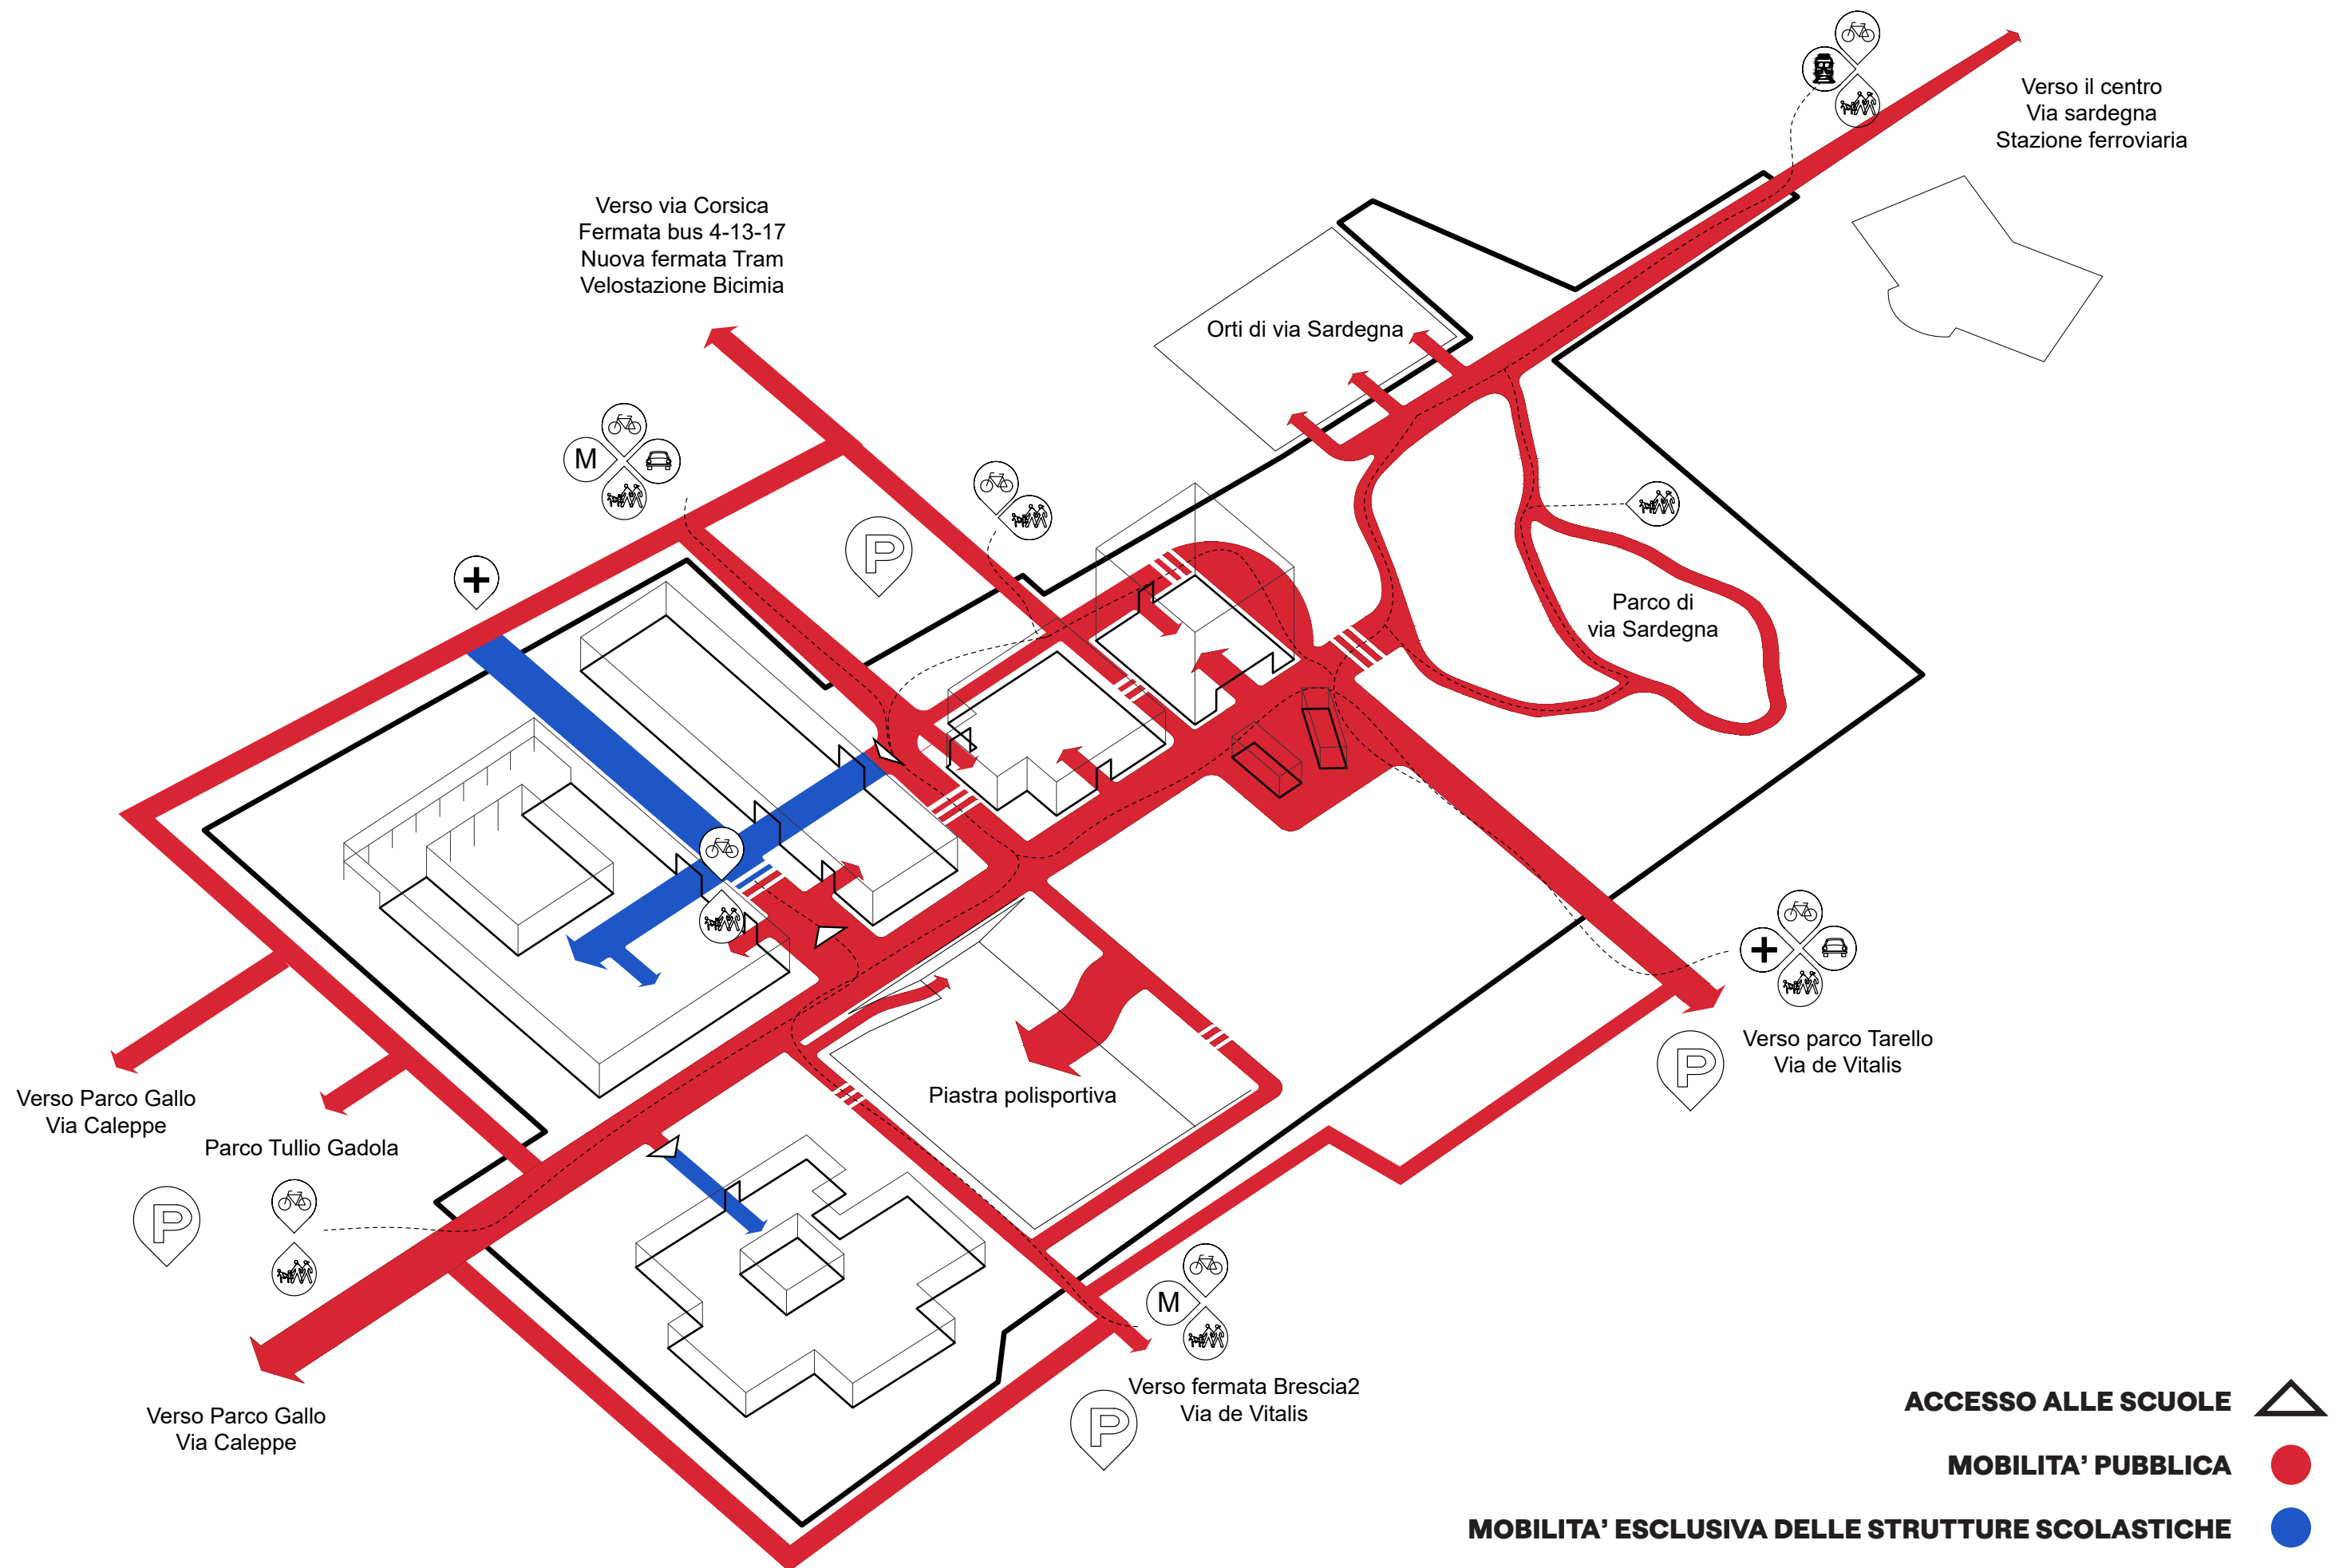 Verso il centro
Via sardegna
Stazione ferroviaria
Verso via Corsica
Fermata bus 4-13-17
Nuova fermata Tram
Velostazione Bicimia
Orti di via Sardegna
M
P
Parco di
via Sardegna
Verso parco Tarello
Via de Vitalis
P
Piastra polisportiva
Verso Parco Gallo
Via Caleppe
Parco Tullio Gadola
P
M
Verso fermata Brescia2
Via de Vitalis
P
Verso Parco Gallo
Via Caleppe
ACCESSO ALLE SCUOLE
MOBILITA’ PUBBLICA
MOBILITA’ ESCLUSIVA DELLE STRUTTURE SCOLASTICHE